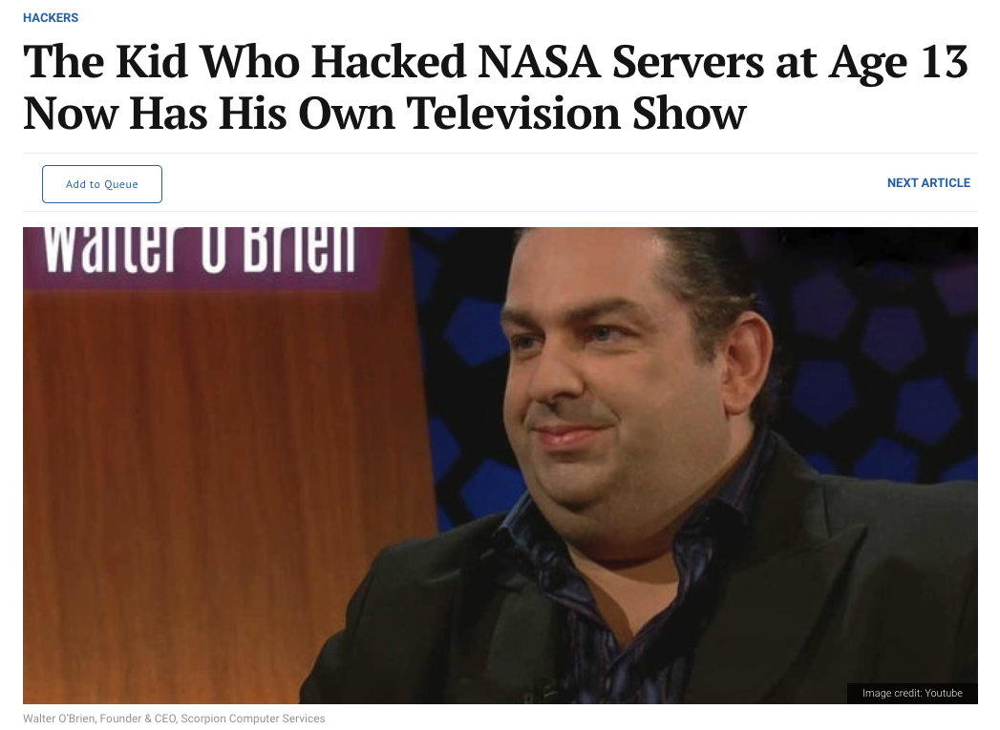 HACKERS
The Kid Who Hacked NASA Servers at Age 13
Now Has His Own Television Show
Add to Queue
NEXT ARTICLE
Walter O'Brien
Image credit: Youtube
Walter O'Brien, Founder & CEO, Scorpion Computer Services